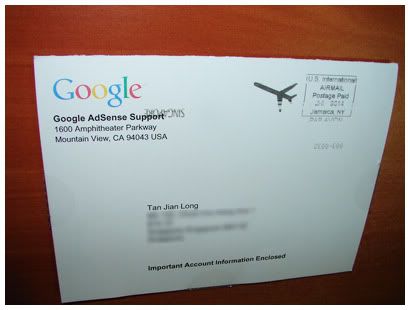 Google
Google AdSense Support
1600 Amphitheater Parkway
Mountain View, CA 94043 USA
SINGAPORE
U.S. International
AIRMAIL
Postage Paid
Jamaica, NY
Tan Jian Long
Important Account Information Enclosed